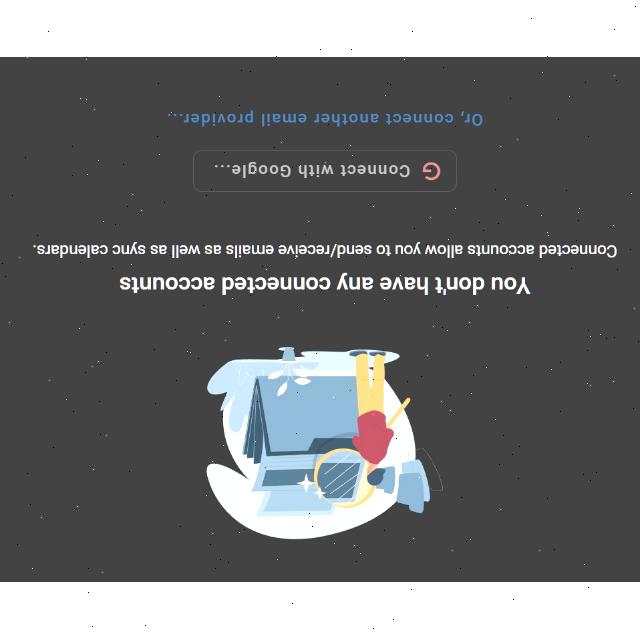 You don't have any connected accounts
Connected accounts allow you to send/receive emails as well as sync calendars.
G Connect with Google...
Or, connect another email provider...